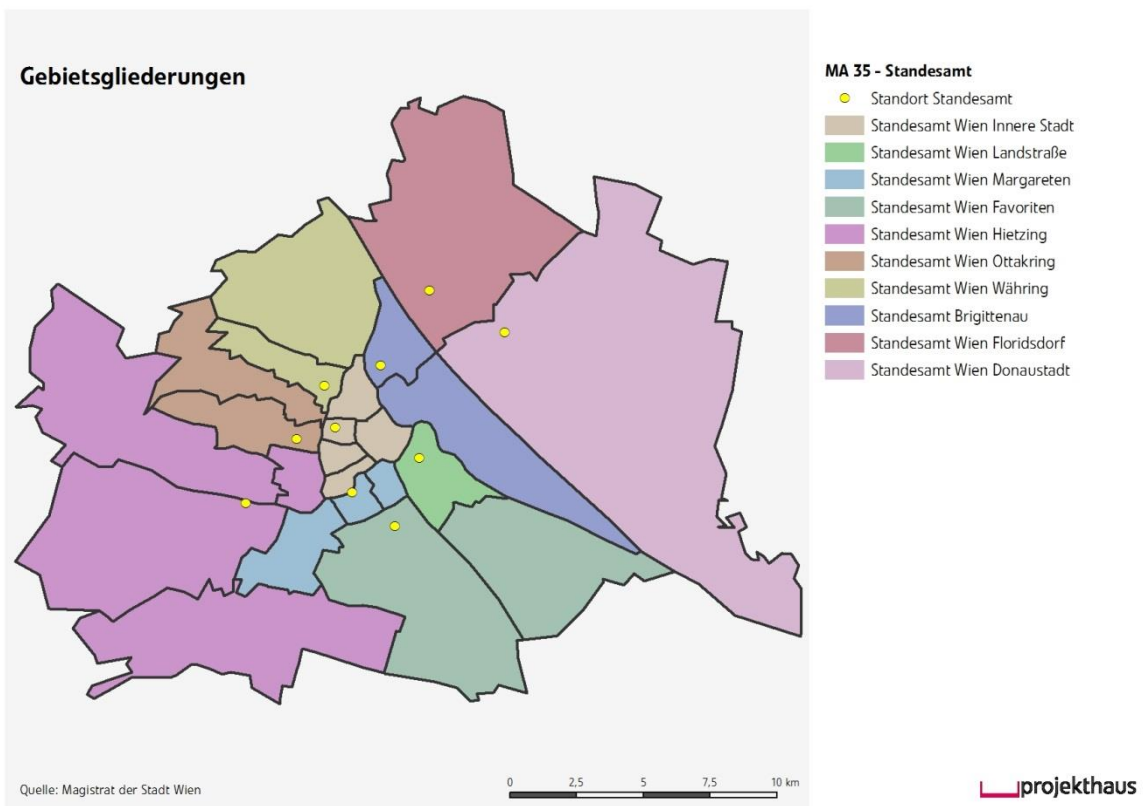 Gebietsgliederungen
MA 35 - Standesamt
Standort Standesamt
Standesamt Wien Innere Stadt
Standesamt Wien Landstraße
Standesamt Wien Margareten
Standesamt Wien Favoriten
Standesamt Wien Hietzing
Standesamt Wien Ottakring
Standesamt Wien Währing
Standesamt Brigittenau
Standesamt Wien Floridsdorf
Standesamt Wien Donaustadt
Quelle: Magistrat der Stadt Wien
0 2,5 5 7,5 10 km
projekthaus